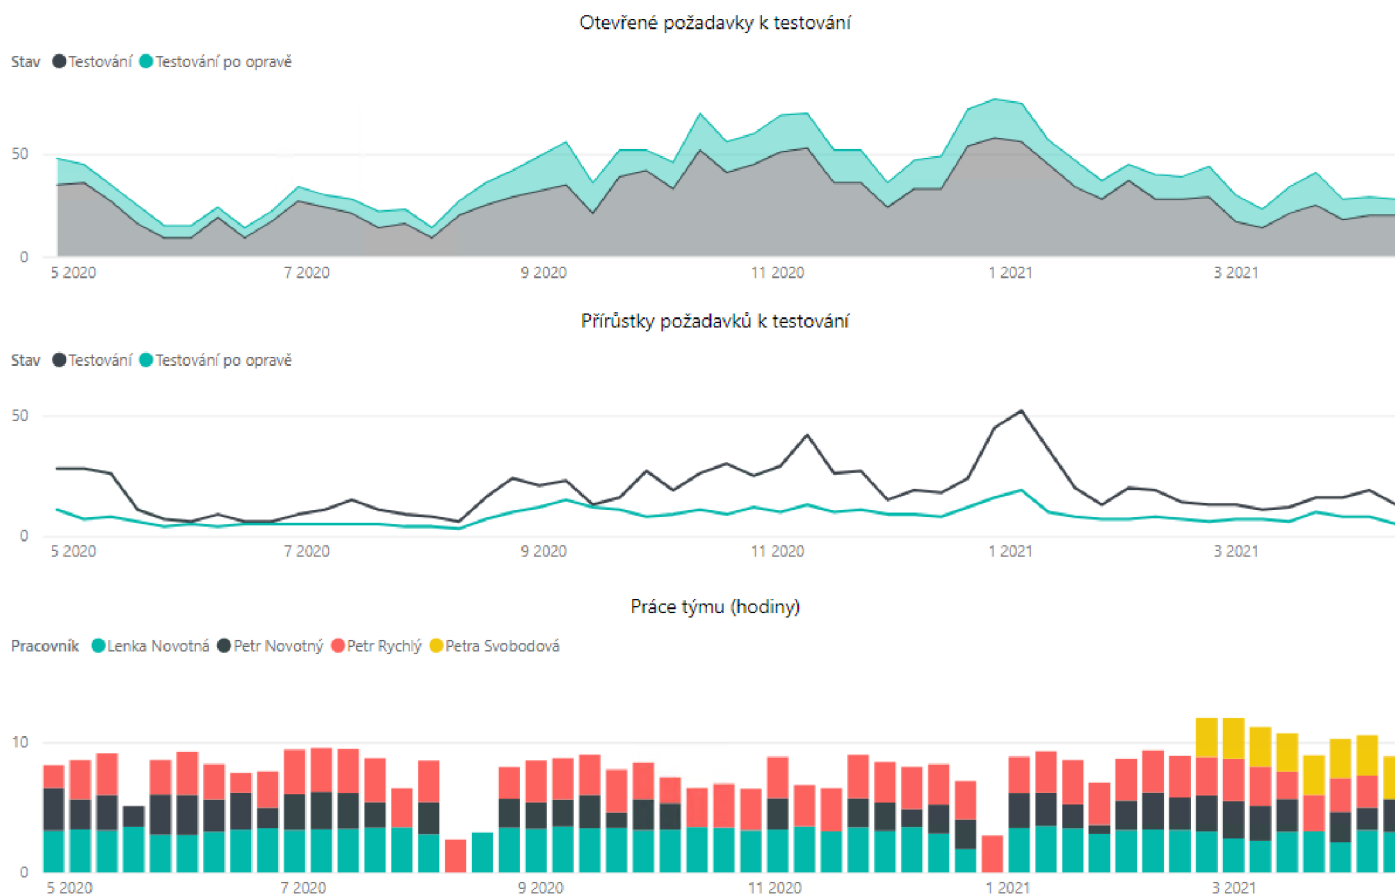 Otevřené požadavky k testování
Stav Testování Testování po opravě
50
0
5 2020 7 2020 9 2020 11 2020 1 2021 3 2021
Přírůstky požadavků k testování
Stav Testování Testování po opravě
50
0
5 2020 7 2020 9 2020 11 2020 1 2021 3 2021
Práce týmu (hodiny)
Pracovník Lenka Novotná Petr Novotný Petr Rychlý Petra Svobodová
10
0
5 2020 7 2020 9 2020 11 2020 1 2021 3 2021